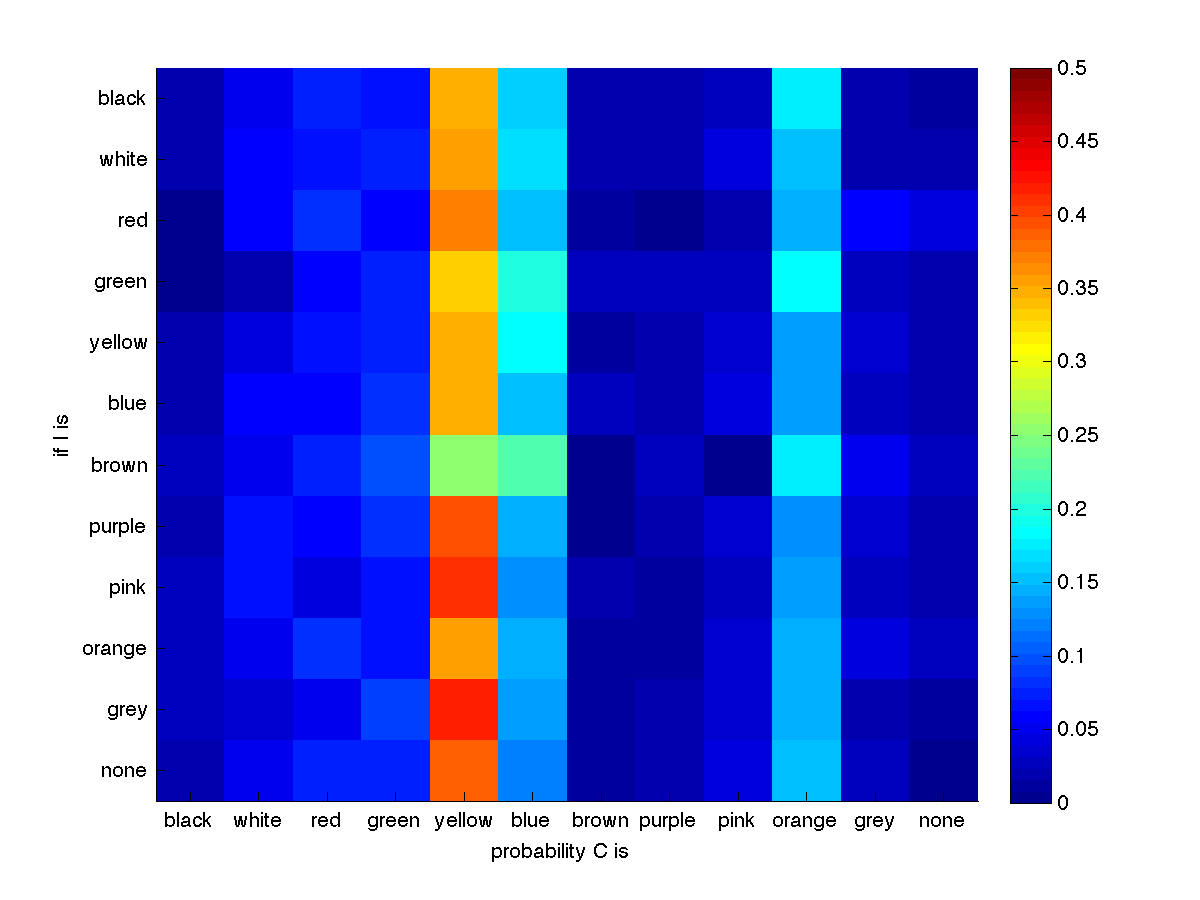 black
white
red
green
yellow
blue
brown
purple
pink
orange
grey
none
if I is
black white red green yellow blue brown purple pink orange grey none
probability C is
0.5
0.45
0.4
0.35
0.3
0.25
0.2
0.15
0.1
0.05
0